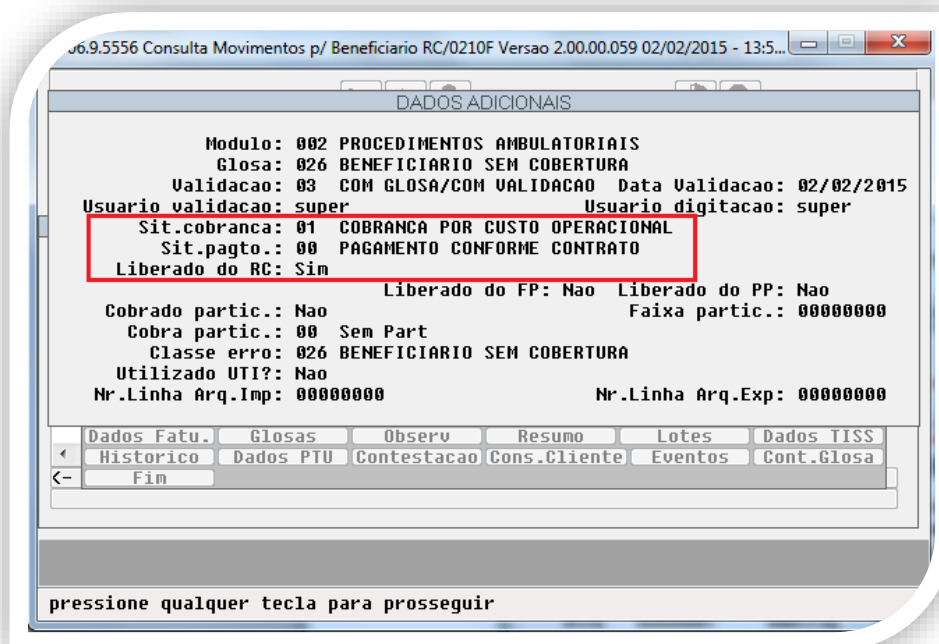 06.9.5556 Consulta Movimentos p/ Beneficiario RC/0210F Versao 2.00.00.059 02/02/2015 - 13:5...
DADOS ADICIONAIS
Modulo: 002 PROCEDIMENTOS AMBULATORIAIS
Glosa: 026 BENEFICIARIO SEM COBERTURA
Validacao: 03 COM GLOSA/COM VALIDACAO Data Validacao: 02/02/2015
Usuario validacao: super Usuario digitacao: super
Sit.cobranca: 01 COBRANCA POR CUSTO OPERACIONAL
Sit.pagto.: 00 PAGAMENTO CONFORME CONTRATO
Liberado do RC: Sim
Liberado do FP: Nao Liberado do PP: Nao
Cobrado partic.: Nao Faixa partic.: 00000000
Cobra partic.: 00 Sem Part
Classe erro: 026 BENEFICIARIO SEM COBERTURA
Utilizado UTI?: Nao
Nr.Linha Arq.Imp: 00000000 Nr.Linha Arq.Exp: 00000000
Dados Fatu. Glosas Observ Resumo Lotes Dados TISS
Historico Dados PTU Contestacao Cons.Cliente Eventos Cont.Glosa
<- Fim
pressione qualquer tecla para prosseguir